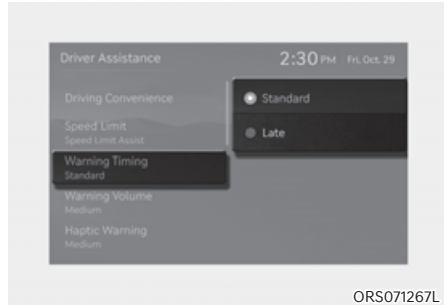 Driver Assistance
2:30 PM Fri, Oct. 29
Driving Convenience
Speed Limit
Speed Limit Assist
Warning Timing
Standard
Warning Volume
Medium
Haptic Warning
Medium
Standard
Late
ORS071267L